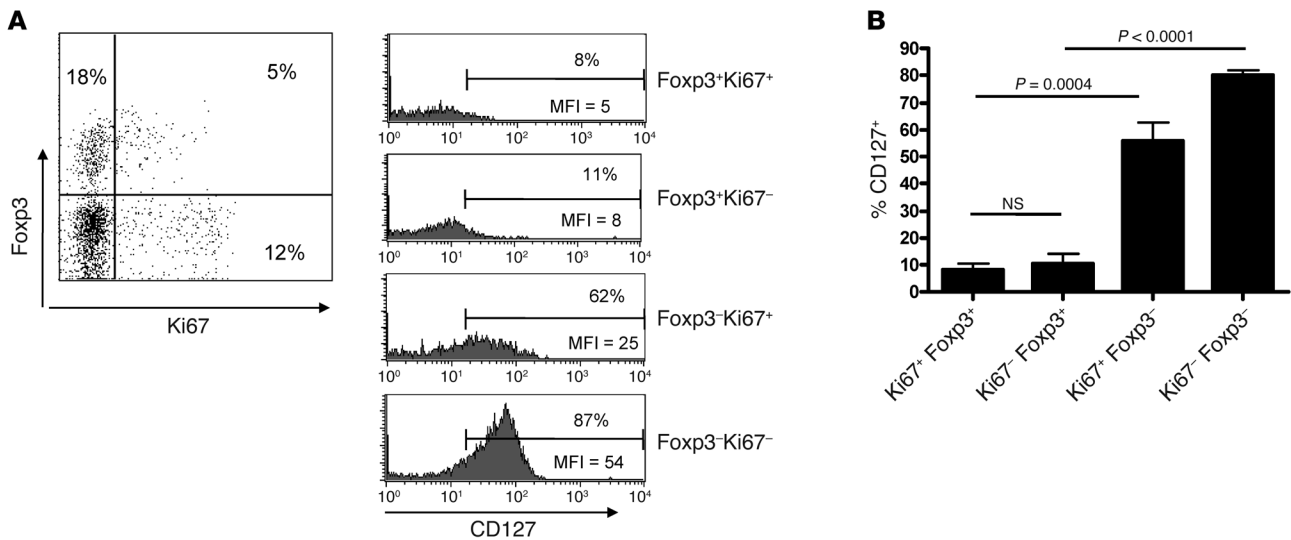 A
18%
5%
12%
Foxp3
Ki67
8%
MFI = 5
Foxp3⁺Ki67⁺
10⁰ 10¹ 10² 10³ 10⁴
11%
MFI = 8
Foxp3⁺Ki67⁻
10⁰ 10¹ 10² 10³ 10⁴
62%
MFI = 25
Foxp3⁻Ki67⁺
10⁰ 10¹ 10² 10³ 10⁴
87%
MFI = 54
Foxp3⁻Ki67⁻
10⁰ 10¹ 10² 10³ 10⁴
CD127
B
P < 0.0001
P = 0.0004
NS
% CD127⁺
90
80
70
60
50
40
30
20
10
0
Ki67⁺ Foxp3⁺
Ki67⁻ Foxp3⁺
Ki67⁺ Foxp3⁻
Ki67⁻ Foxp3⁻